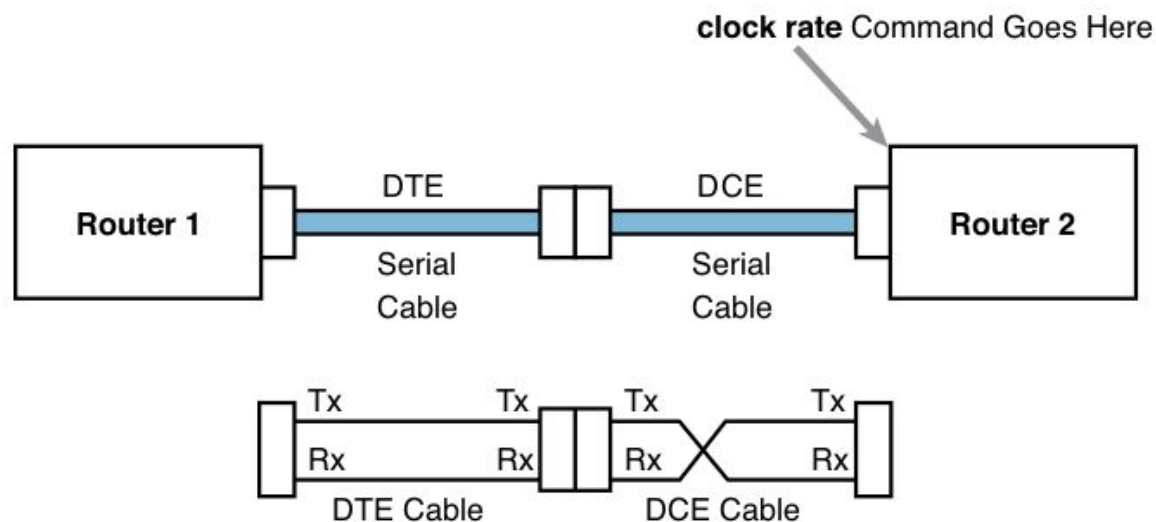 clock rate Command Goes Here
Router 1
DTE
Serial
Cable
DCE
Serial
Cable
Router 2
Tx Tx Tx Tx
Rx Rx Rx Rx
DTE Cable DCE Cable